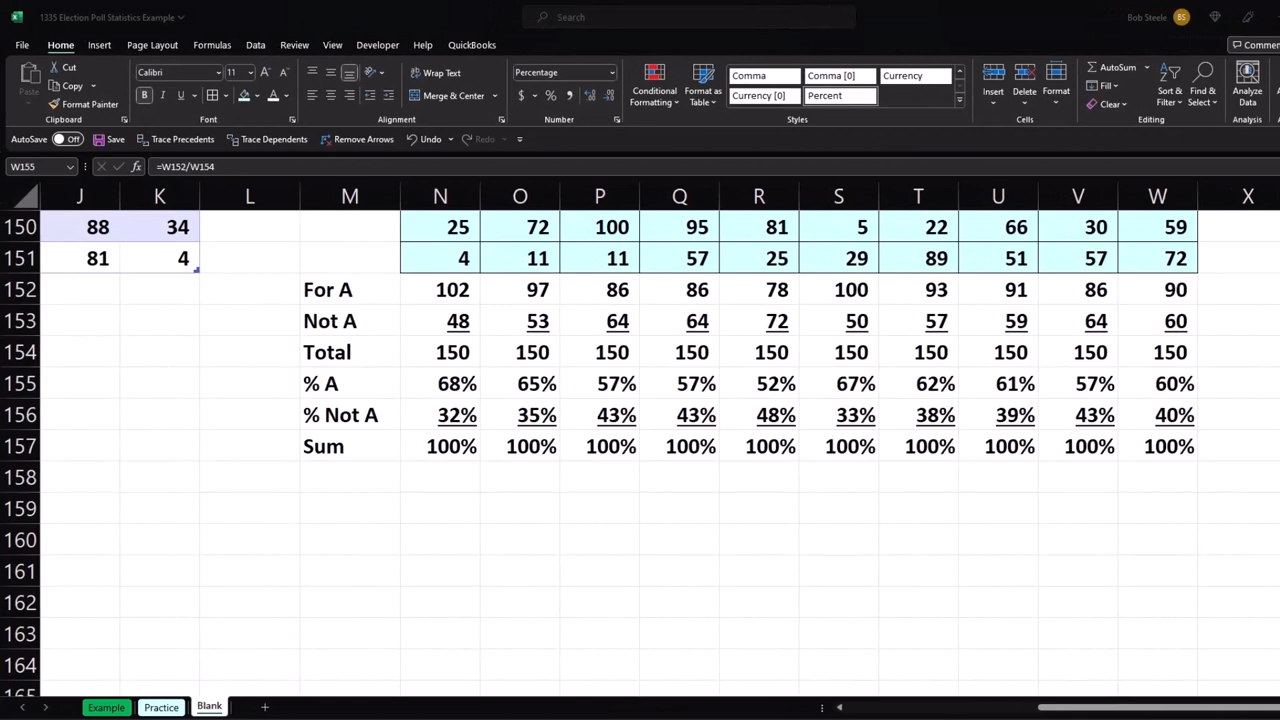 1335 Election Poll Statistics Example
Search
Bob Steele BS
File Home Insert Page Layout Formulas Data Review View Developer Help QuickBooks
Comment
Cut
Copy
Format Painter
Paste
Clipboard
Calibri 11
B I U
Font
Wrap Text
Merge & Center
Alignment
Percentage
$ %
Number
Conditional Formatting
Format as Table
Comma Comma [0] Currency
Currency [0] Percent
Styles
Insert Delete Format
Cells
AutoSum
Fill
Clear
Sort & Filter
Find & Select
Editing
Analyze Data
Analysis
AutoSave Off Save Trace Precedents Trace Dependents Remove Arrows Undo Redo
W155 fx =W152/W154
J K L M N O P Q R S T U V W X
150 88 34 25 72 100 95 81 5 22 66 30 59
151 81 4 4 11 11 57 25 29 89 51 57 72
152 For A 102 97 86 86 78 100 93 91 86 90
153 Not A 48 53 64 64 72 50 57 59 64 60
154 Total 150 150 150 150 150 150 150 150 150 150
155 % A 68% 65% 57% 57% 52% 67% 62% 61% 57% 60%
156 % Not A 32% 35% 43% 43% 48% 33% 38% 39% 43% 40%
157 Sum 100% 100% 100% 100% 100% 100% 100% 100% 100% 100%
158
159
160
161
162
163
164
165
Example Practice Blank